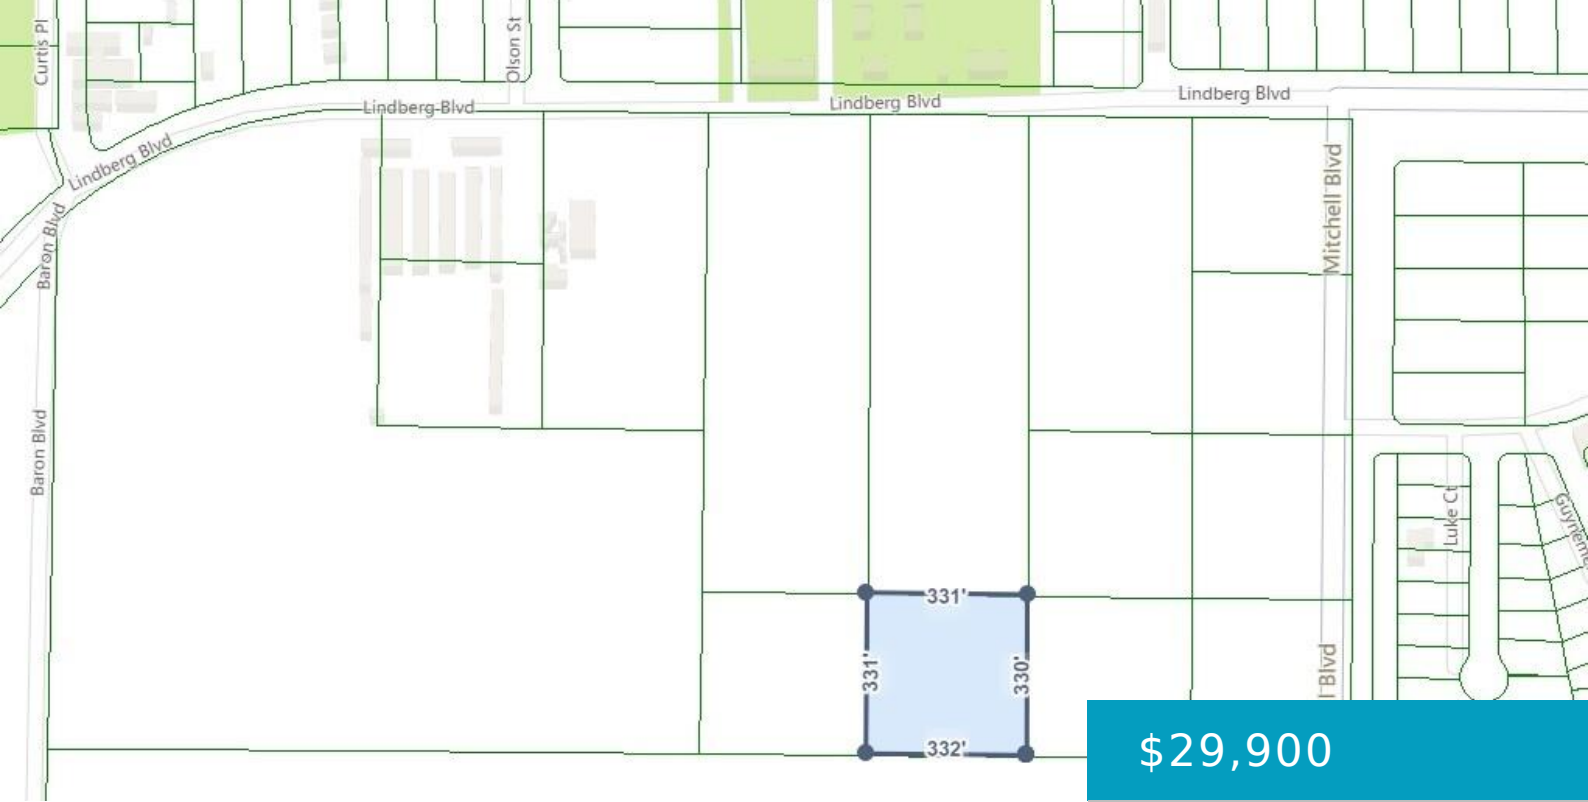 Curtis Pl
Olson St
Lindberg Blvd
Lindberg Blvd
Lindberg Blvd
Lindberg Blvd
Mitchell Blvd
Baron Blvd
Baron Blvd
Luke Ct
331'
331'
330'
l Blvd
332'
$29,900